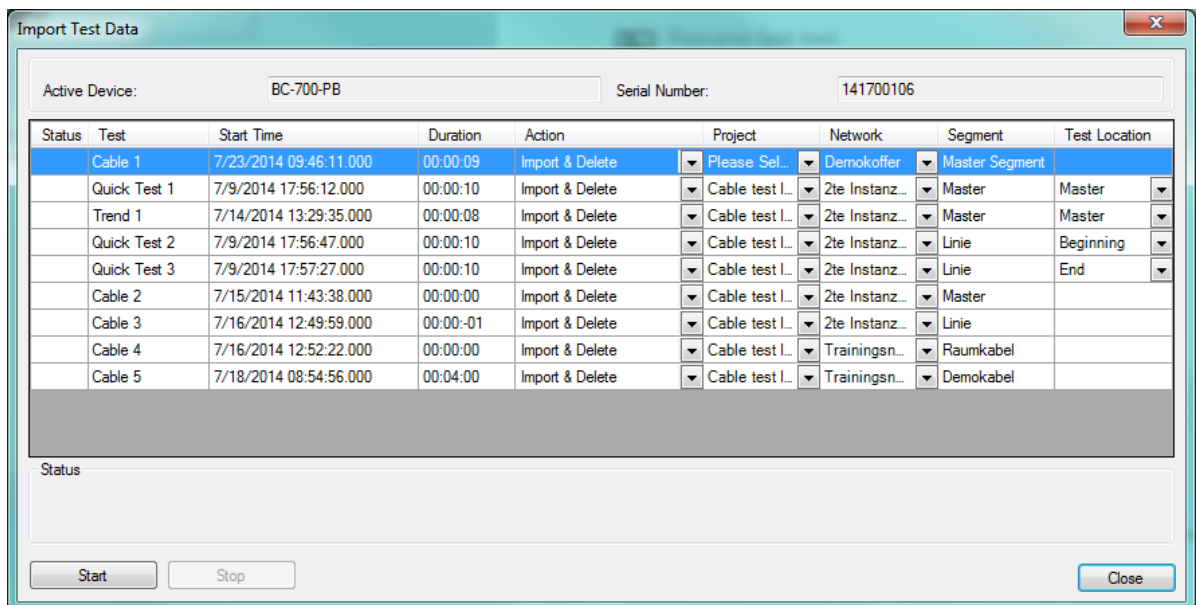 Import Test Data
Active Device: BC-700-PB Serial Number: 141700106
Status Test Start Time Duration Action Project Network Segment Test Location
Cable 1 7/23/2014 09:46:11.000 00:00:09 Import & Delete Please Sel... Demokoffer Master Segment
Quick Test 1 7/9/2014 17:56:12.000 00:00:10 Import & Delete Cable test I... 2te Instanz... Master Master
Trend 1 7/14/2014 13:29:35.000 00:00:08 Import & Delete Cable test I... 2te Instanz... Master Master
Quick Test 2 7/9/2014 17:56:47.000 00:00:10 Import & Delete Cable test I... 2te Instanz... Linie Beginning
Quick Test 3 7/9/2014 17:57:27.000 00:00:10 Import & Delete Cable test I... 2te Instanz... Linie End
Cable 2 7/15/2014 11:43:38.000 00:00:00 Import & Delete Cable test I... 2te Instanz... Master
Cable 3 7/16/2014 12:49:59.000 00:00:-01 Import & Delete Cable test I... 2te Instanz... Linie
Cable 4 7/16/2014 12:52:22.000 00:00:00 Import & Delete Cable test I... Trainingsn... Raumkabel
Cable 5 7/18/2014 08:54:56.000 00:04:00 Import & Delete Cable test I... Trainingsn... Demokabel
Status
Start Stop Close